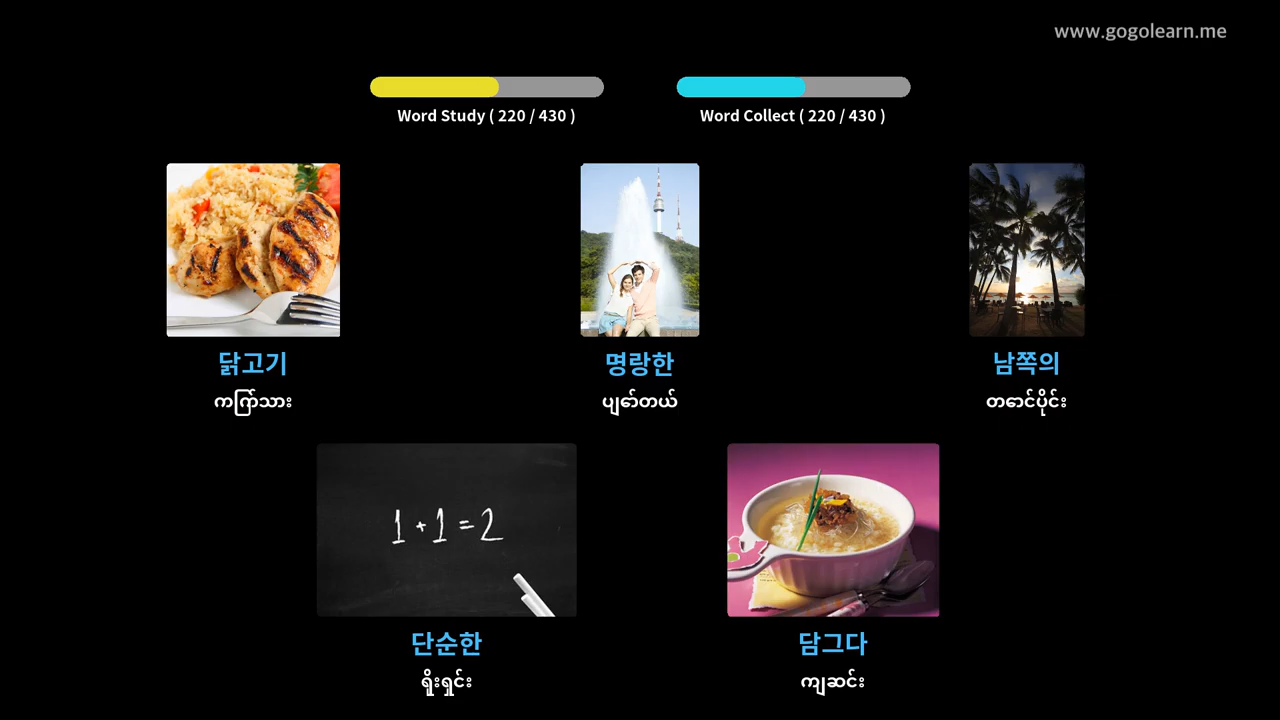 www.gogolearn.me
Word Study ( 220 / 430 )
Word Collect ( 220 / 430 )
닭고기
ကြက်သား
명랑한
ပျော်တယ်
남쪽의
တောင်ပိုင်း
1 + 1 = 2
단순한
ရိုးရှင်း
담그다
ကျဆင်း